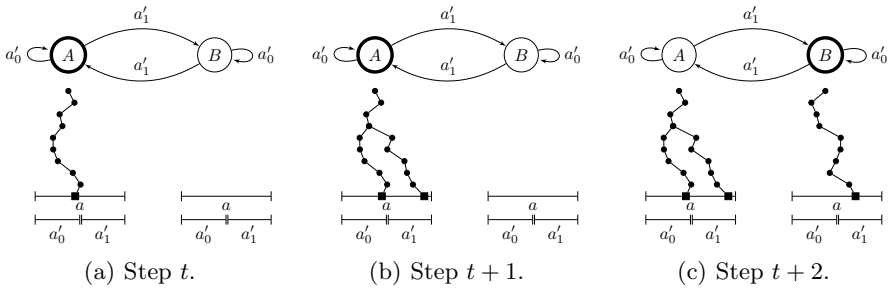 a′₁ a′₁ a′₁
a′₀ A B a′₀ a′₀ A B a′₀ a′₀ A B a′₀
a′₁ a′₁ a′₁
a a a a a a
a′₀ a′₁ a′₀ a′₁ a′₀ a′₁ a′₀ a′₁ a′₀ a′₁ a′₀ a′₁
(a) Step t. (b) Step t + 1. (c) Step t + 2.